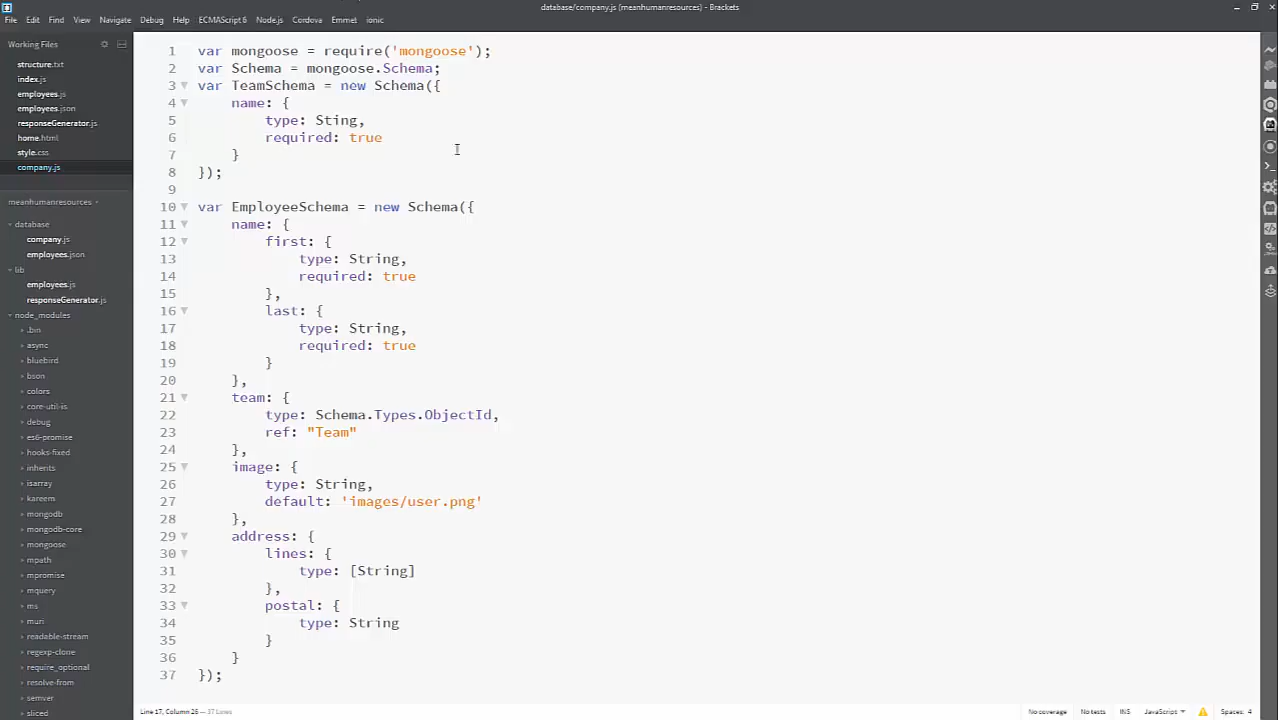 database/company.js (meanhumanresources) - Brackets
File Edit Find View Navigate Debug Help ECMAScript 6 Node.js Cordova Emmet ionic
Working Files
structure.txt
index.js
employees.js
employees.json
responseGenerator.js
home.html
style.css
company.js
meanhumanresources
database
company.js
employees.json
lib
employees.js
responseGenerator.js
node_modules
.bin
async
bluebird
bson
colors
core-util-is
debug
es6-promise
hooks-fixed
inherits
isarray
kareem
mongodb
mongodb-core
mongoose
mpath
mpromise
mquery
ms
muri
readable-stream
regexp-clone
require_optional
resolve-from
semver
sliced
1 var mongoose = require('mongoose');
2 var Schema = mongoose.Schema;
3 var TeamSchema = new Schema({
4 name: {
5 type: Sting,
6 required: true
7 }
8 });
9
10 var EmployeeSchema = new Schema({
11 name: {
12 first: {
13 type: String,
14 required: true
15 },
16 last: {
17 type: String,
18 required: true
19 }
20 },
21 team: {
22 type: Schema.Types.ObjectId,
23 ref: "Team"
24 },
25 image: {
26 type: String,
27 default: 'images/user.png'
28 },
29 address: {
30 lines: {
31 type: [String]
32 },
33 postal: {
34 type: String
35 }
36 }
37 });
Line 17, Column 26 — 37 Lines
No coverage No tests INS JavaScript Spaces: 4